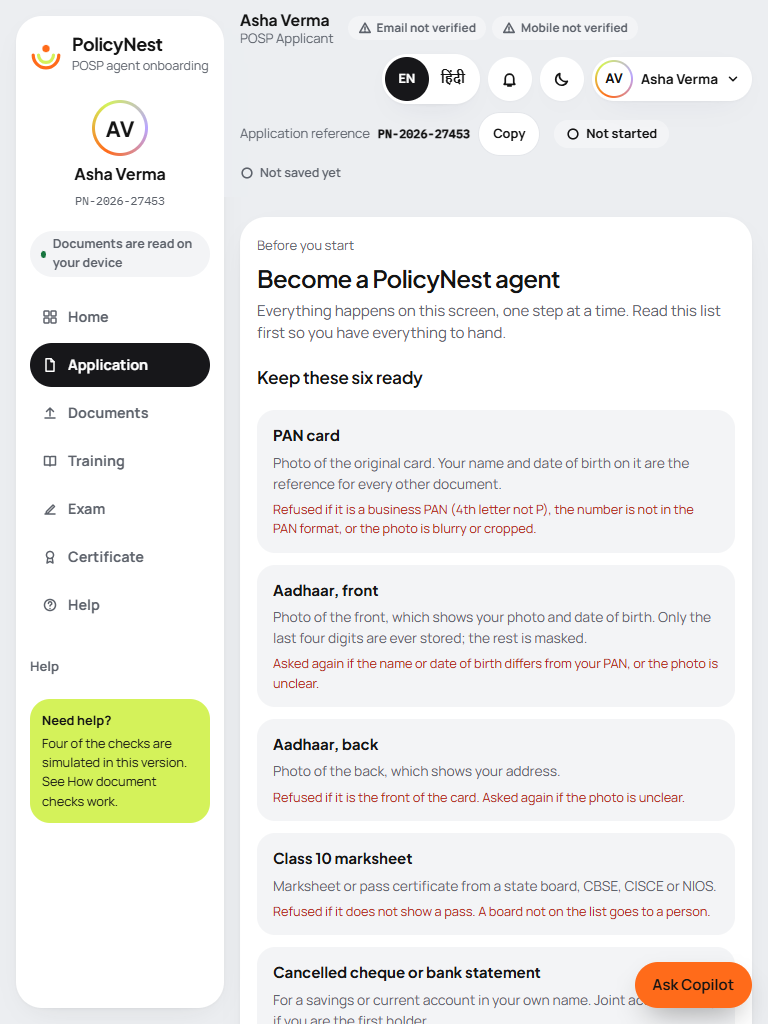 PolicyNest
POSP agent onboarding
AV
Asha Verma
PN-2026-27453
Documents are read on
your device
Home
Application
Documents
Training
Exam
Certificate
Help
Help
Need help?
Four of the checks are
simulated in this version.
See How document
checks work.
Asha Verma
POSP Applicant
Email not verified
Mobile not verified
EN
हिंदी
AV
Asha Verma
Application reference PN-2026-27453
Copy
Not started
Not saved yet
Before you start
Become a PolicyNest agent
Everything happens on this screen, one step at a time. Read this list
first so you have everything to hand.
Keep these six ready
PAN card
Photo of the original card. Your name and date of birth on it are the
reference for every other document.
Refused if it is a business PAN (4th letter not P), the number is not in the
PAN format, or the photo is blurry or cropped.
Aadhaar, front
Photo of the front, which shows your photo and date of birth. Only the
last four digits are ever stored; the rest is masked.
Asked again if the name or date of birth differs from your PAN, or the photo is
unclear.
Aadhaar, back
Photo of the back, which shows your address.
Refused if it is the front of the card. Asked again if the photo is unclear.
Class 10 marksheet
Marksheet or pass certificate from a state board, CBSE, CISCE or NIOS.
Refused if it does not show a pass. A board not on the list goes to a person.
Cancelled cheque or bank statement
For a savings or current account in your own name. Joint
if you are the first holder.
Ask Copilot